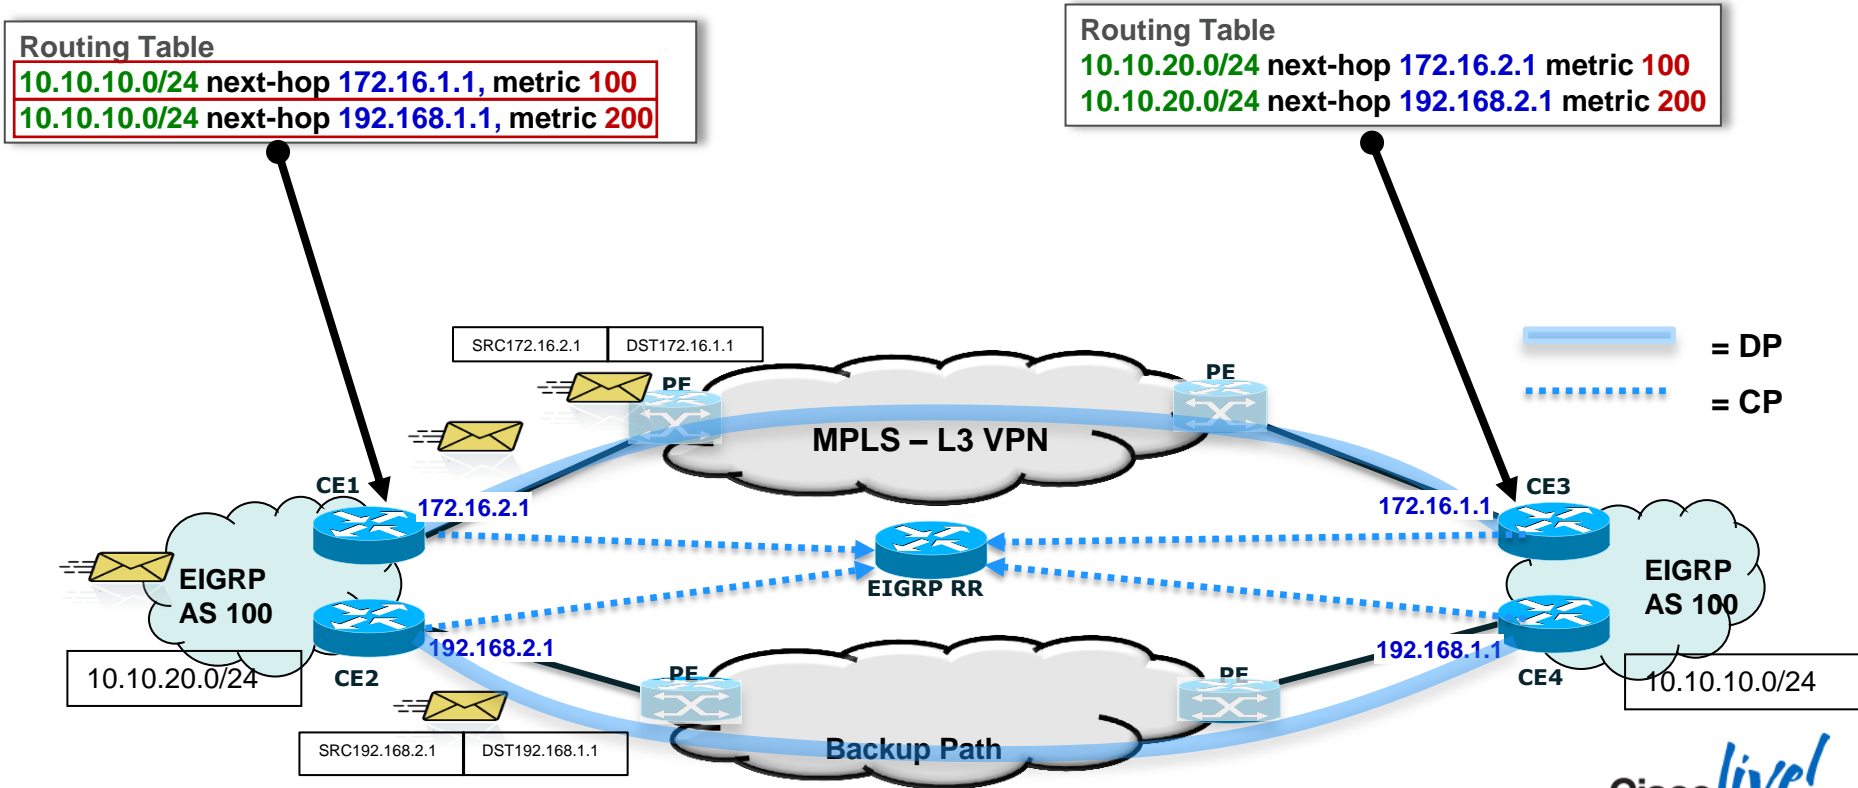 Routing Table
10.10.10.0/24 next-hop 172.16.1.1, metric 100
10.10.10.0/24 next-hop 192.168.1.1, metric 200
Routing Table
10.10.20.0/24 next-hop 172.16.2.1 metric 100
10.10.20.0/24 next-hop 192.168.2.1 metric 200
SRC172.16.2.1 DST172.16.1.1
= DP
= CP
PE
PE
MPLS – L3 VPN
CE1
172.16.2.1
172.16.1.1
CE3
EIGRP
AS 100
EIGRP RR
EIGRP
AS 100
192.168.2.1
192.168.1.1
10.10.20.0/24
CE2
PE
PE
CE4
10.10.10.0/24
SRC192.168.2.1 DST192.168.1.1
Backup Path
Cisco live!